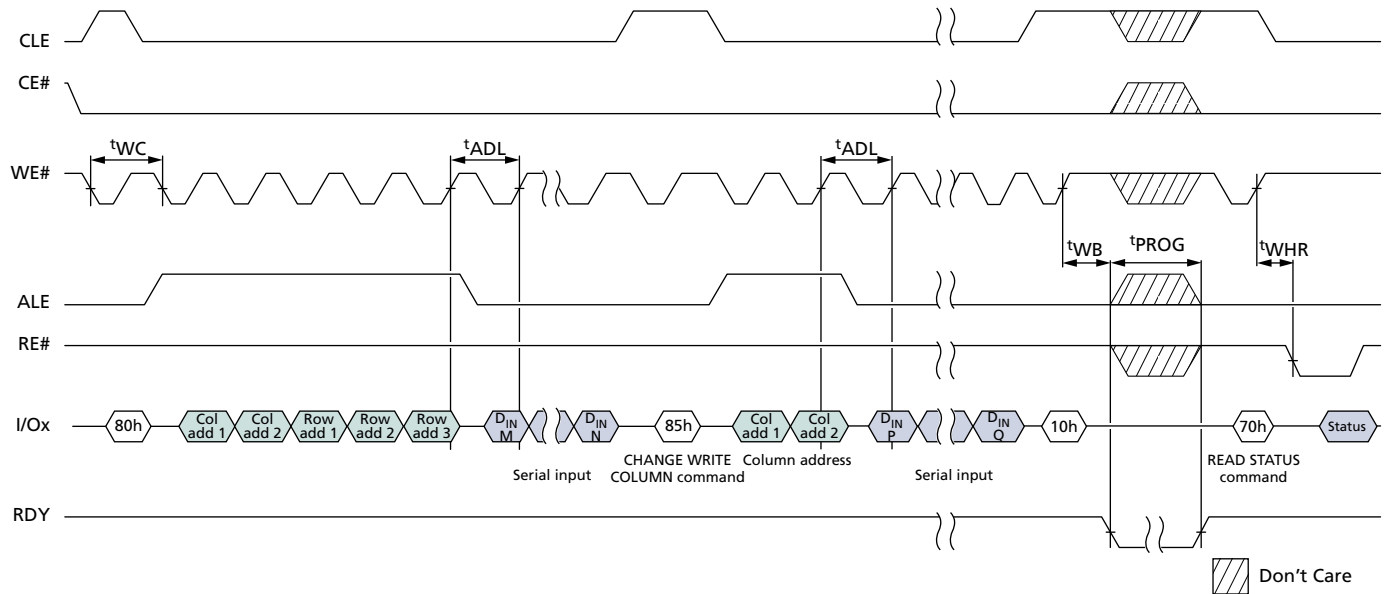 CLE
CE#
tWC
tADL
tADL
WE#
tWB
tPROG
tWHR
ALE
RE#
I/Ox
80h
Col
add 1
Col
add 2
Row
add 1
Row
add 2
Row
add 3
DIN
M
DIN
N
85h
Col
add 1
Col
add 2
DIN
P
DIN
Q
10h
70h
Status
Serial input
CHANGE WRITE
COLUMN command
Column address
Serial input
READ STATUS
command
RDY
Don't Care